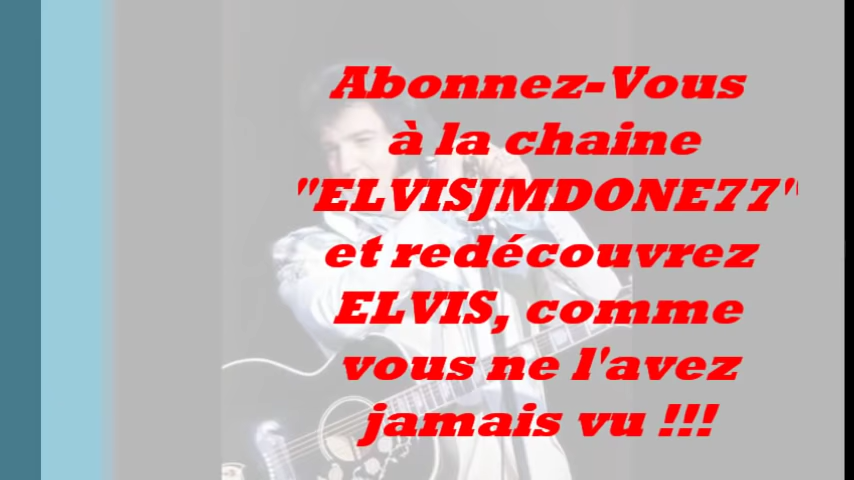 Abonnez-Vous
à la chaine
"ELVISJMDONE77"
et redécouvrez
ELVIS, comme
vous ne l'avez
jamais vu !!!